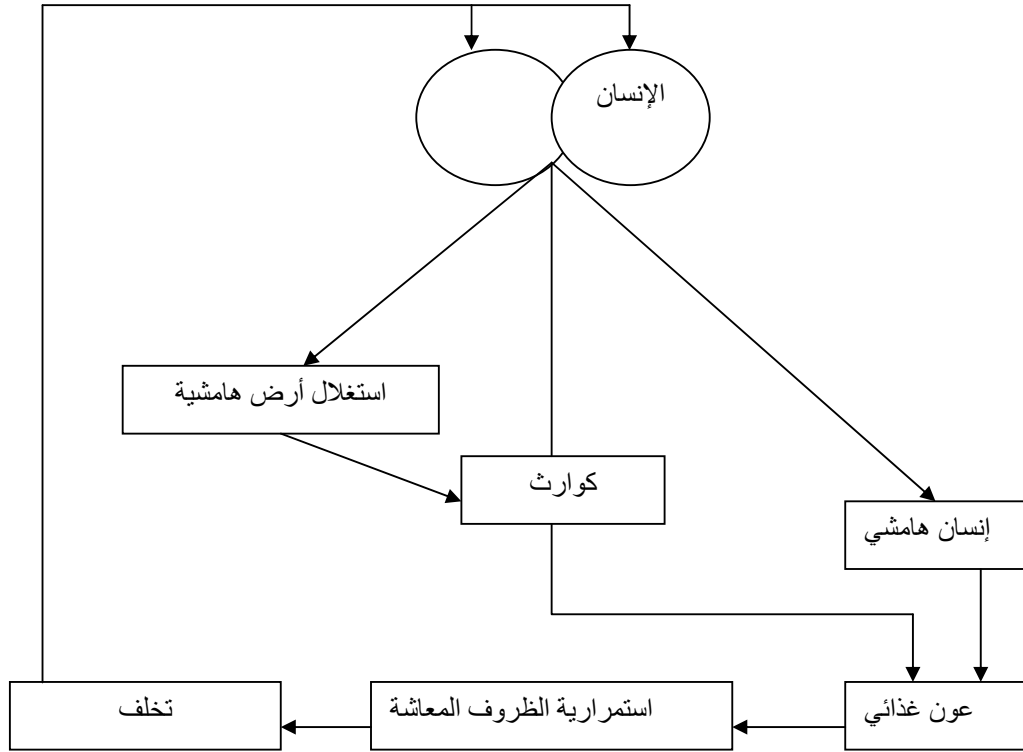 الإنسان
استغلال أرض هامشية
كوارث
إنسان هامشي
عون غذائي
استمرارية الظروف المعاشة
تخلف